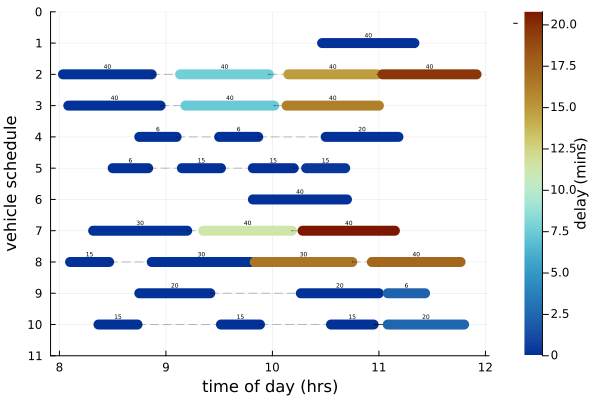 0
1
2
3
4
5
6
7
8
9
10
11
vehicle schedule
40
40 40 40 40
40 40 40
6 6 20
6 15 15 15
40
30 40 40
15 30 30 40
20 20 6
15 15 15 20
8 9 10 11 12
time of day (hrs)
20.0
17.5
15.0
12.5
10.0
7.5
5.0
2.5
0
delay (mins)